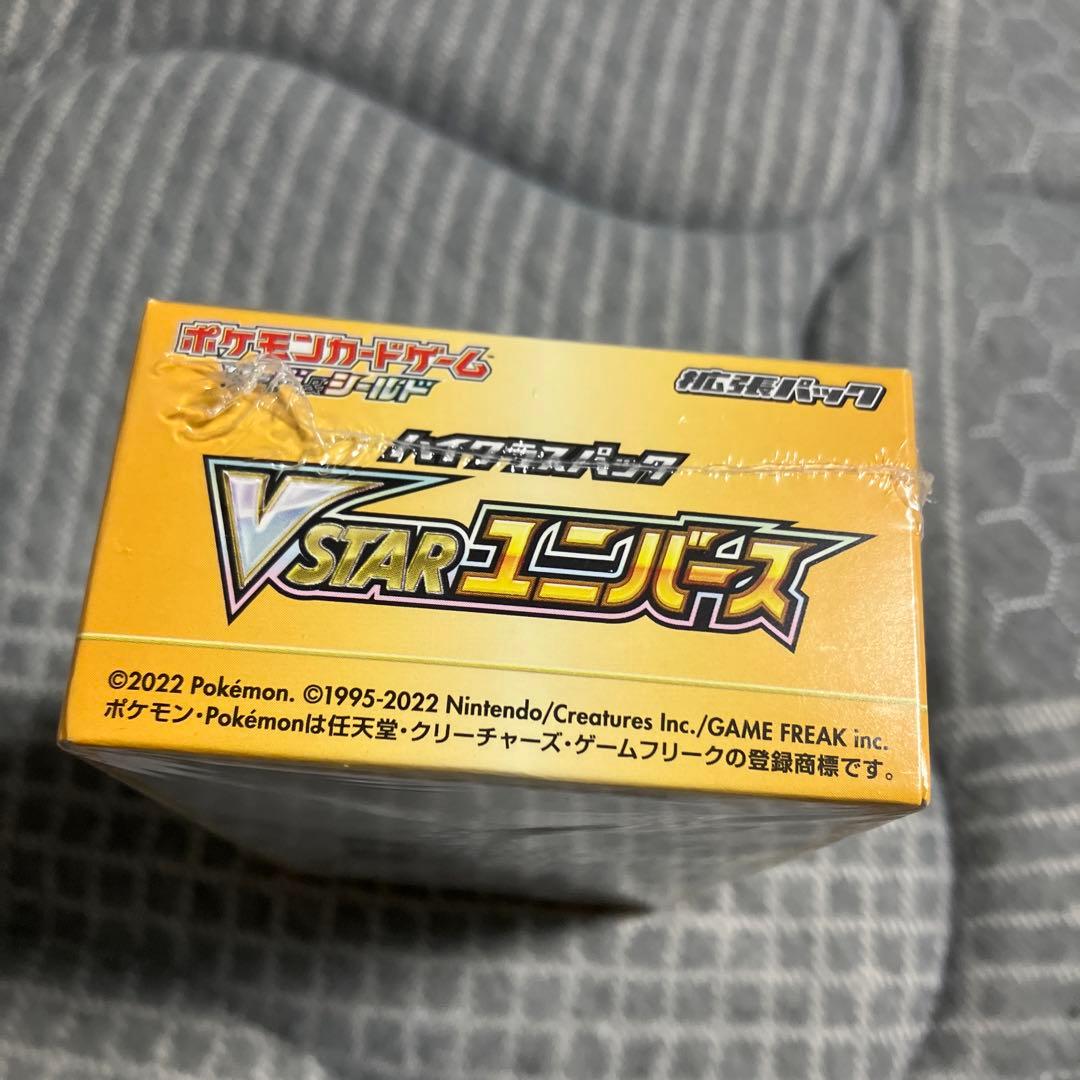 ポケモンカードゲーム
ソード&シールド
拡張パック
ハイクラスパック
VSTARユニバース
©2022 Pokémon. ©1995-2022 Nintendo/Creatures Inc./GAME FREAK inc.
ポケモン・Pokémonは任天堂・クリーチャーズ・ゲームフリークの登録商標です。